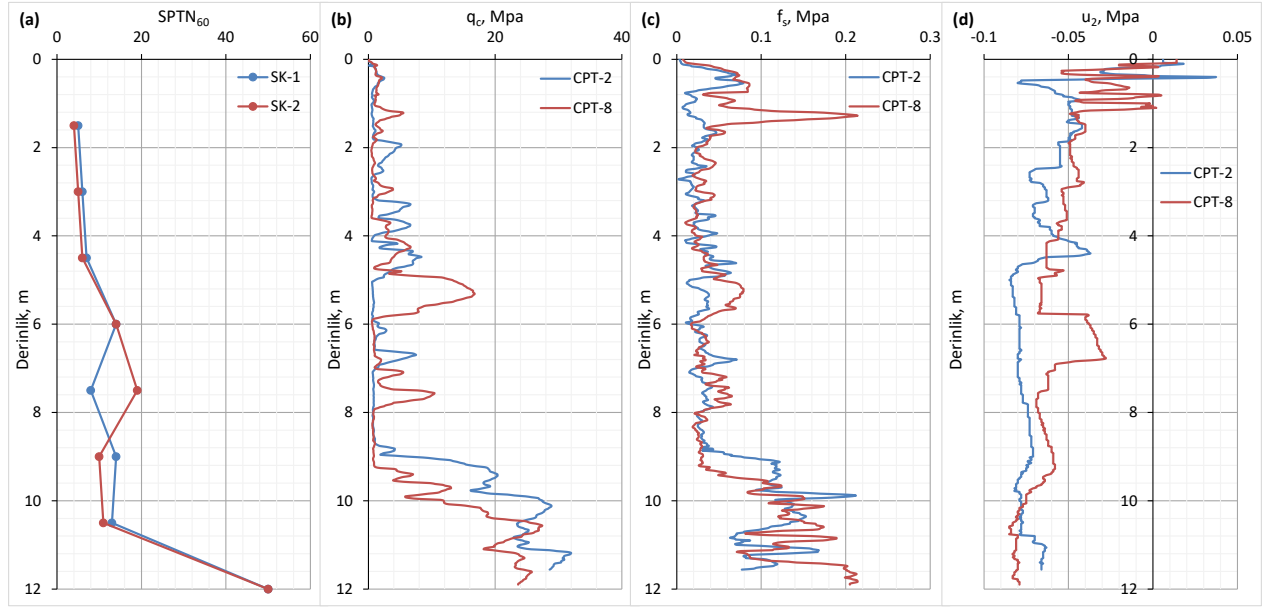 (a) SPTN60
0 20 40 60
0
2
4
6
8
10
12
Derinlik, m
SK-1
SK-2
(b) qc, Mpa
0 20 40
0
2
4
6
8
10
12
Derinlik, m
CPT-2
CPT-8
(c) fs, Mpa
0 0.1 0.2 0.3
0
2
4
6
8
10
12
Derinlik, m
CPT-2
CPT-8
(d) u2, Mpa
-0.1 -0.05 0 0.05
0
2
4
6
8
10
12
Derinlik, m
CPT-2
CPT-8